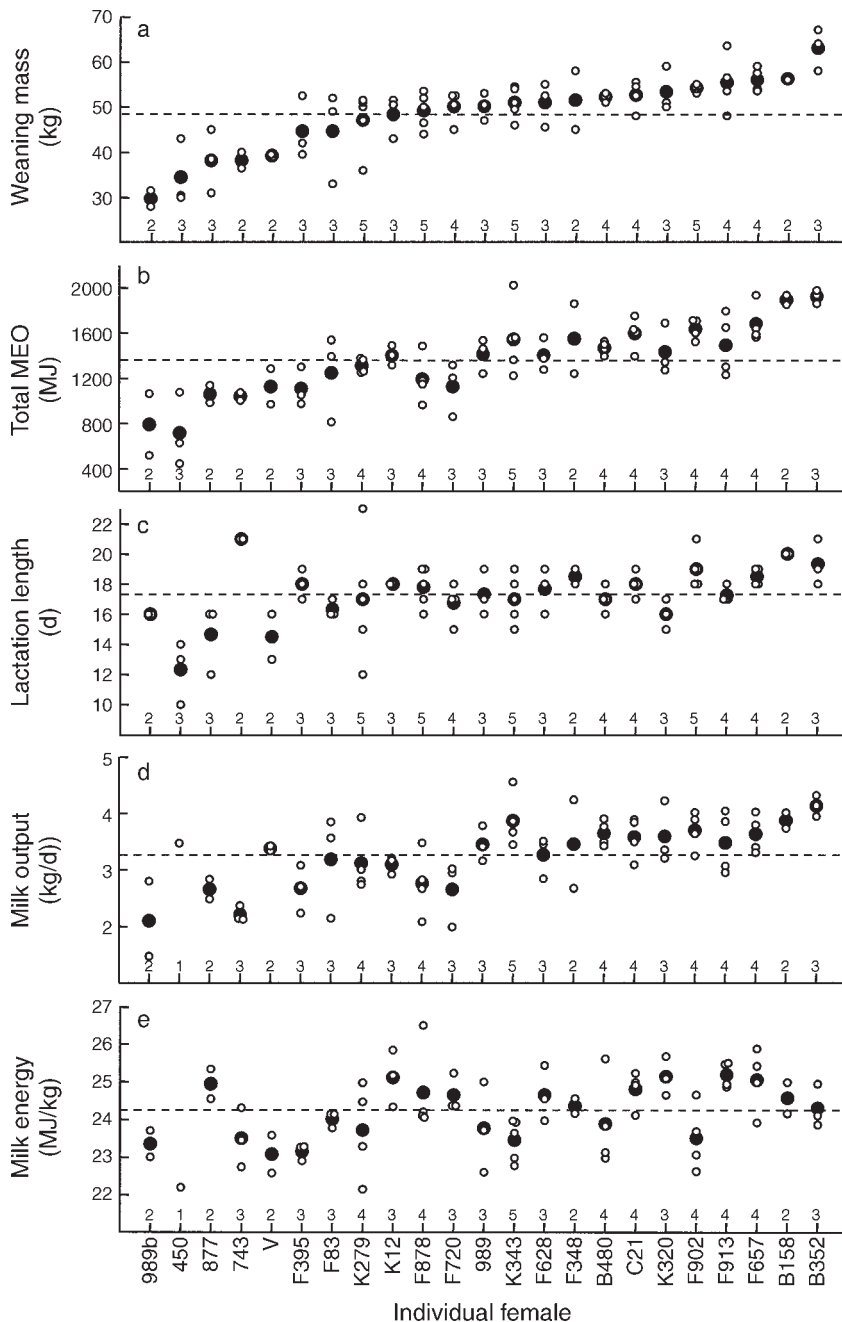 a
Weaning mass
(kg)
70
60
50
40
30
2 3 3 2 2 3 3 5 3 5 4 3 5 3 2 4 4 3 5 4 4 2 3
b
Total MEO
(MJ)
2000
1600
1200
800
400
2 3 2 2 2 3 3 4 3 4 3 3 5 3 2 4 4 3 4 4 4 2 3
c
Lactation length
(d)
22
20
18
16
14
12
10
2 3 3 2 2 3 3 5 3 5 4 3 5 3 2 4 4 3 5 4 4 2 3
d
Milk output
(kg/d))
5
4
3
2
2 1 2 3 2 3 3 4 3 4 3 3 5 3 2 4 4 3 4 4 4 2 3
e
Milk energy
(MJ/kg)
27
26
25
24
23
22
2 1 2 3 2 3 3 4 3 4 3 3 5 3 2 4 4 3 4 4 4 2 3
989b 450 877 743 V F395 F83 K279 K12 F878 F720 989 K343 F628 F348 B480 C21 K320 F902 F913 F657 B158 B352
Individual female